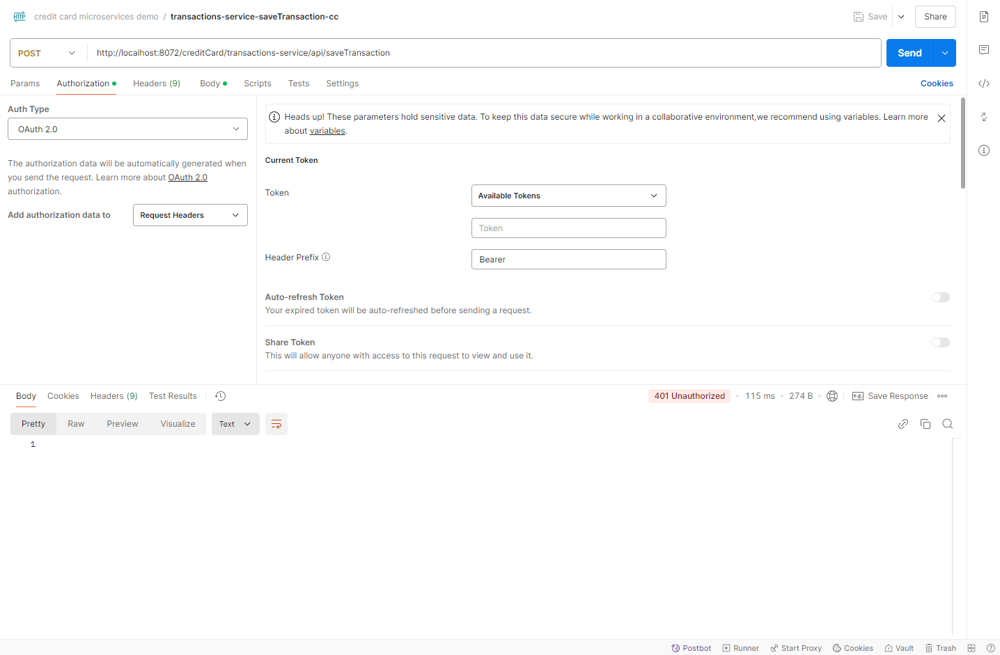 HTTP credit card microservices demo / transactions-service-saveTransaction-cc Save Share
POST http://localhost:8072/creditCard/transactions-service/api/saveTransaction Send
Params Authorization Headers (9) Body Scripts Tests Settings Cookies
Auth Type
OAuth 2.0
The authorization data will be automatically generated when
you send the request. Learn more about OAuth 2.0
authorization.
Add authorization data to Request Headers
Heads up! These parameters hold sensitive data. To keep this data secure while working in a collaborative environment,we recommend using variables. Learn more
about variables.
Current Token
Token Available Tokens
Token
Header Prefix Bearer
Auto-refresh Token
Your expired token will be auto-refreshed before sending a request.
Share Token
This will allow anyone with access to this request to view and use it.
Body Cookies Headers (9) Test Results 401 Unauthorized 115 ms 274 B e.g. Save Response
Pretty Raw Preview Visualize Text
1
Postbot Runner Start Proxy Cookies Vault Trash